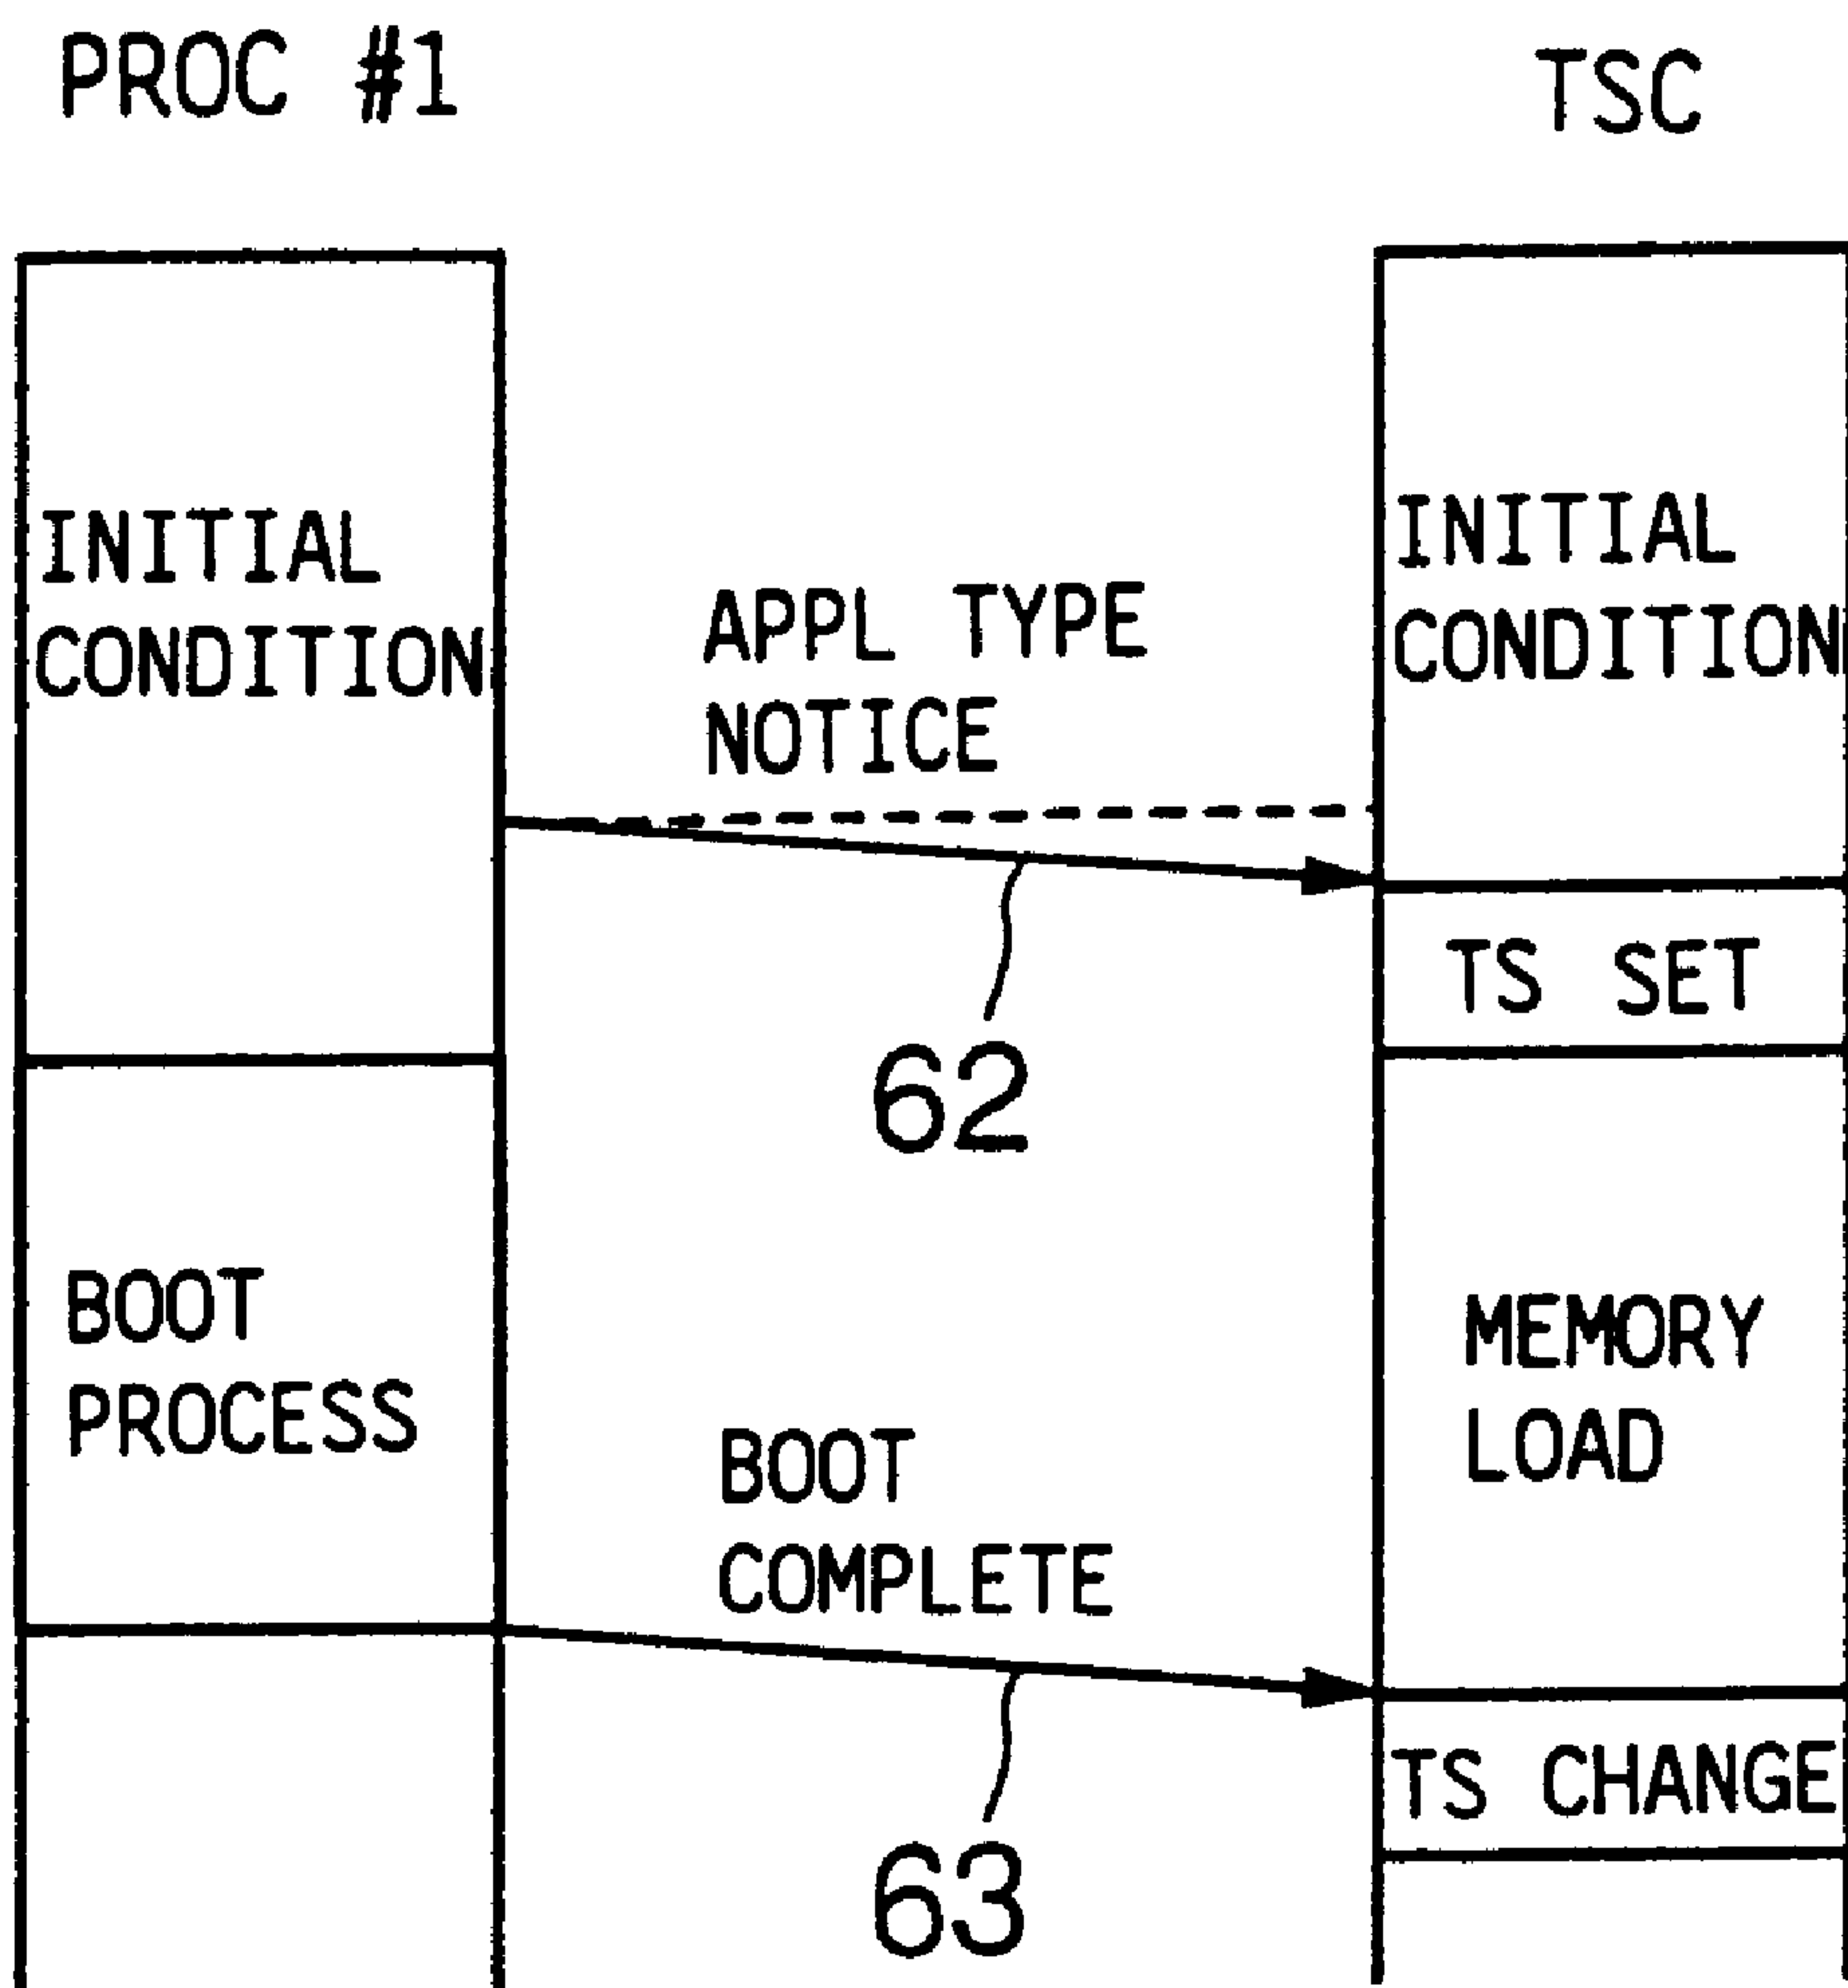 PROC #1
TSC
INITIAL
CONDITION
APPL TYPE
NOTICE
INITIAL
CONDITION
62
TS SET
BOOT
PROCESS
BOOT
COMPLETE
MEMORY
LOAD
63
TS CHANGE